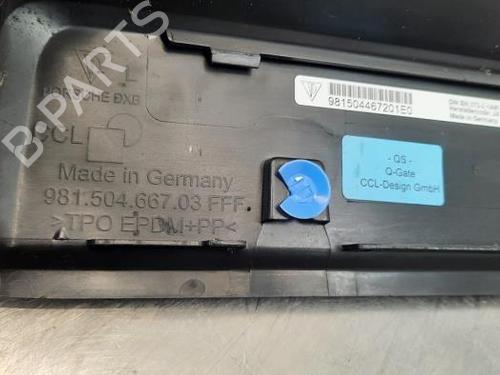 L
PORSCHE DXB
CCL
Made in Germany
981.504.667.03 FFF
>TPO EPDM+PP<
981504467201E0
Made in Germany
- QS -
Q-Gate
CCL-Design GmbH
B-PARTS